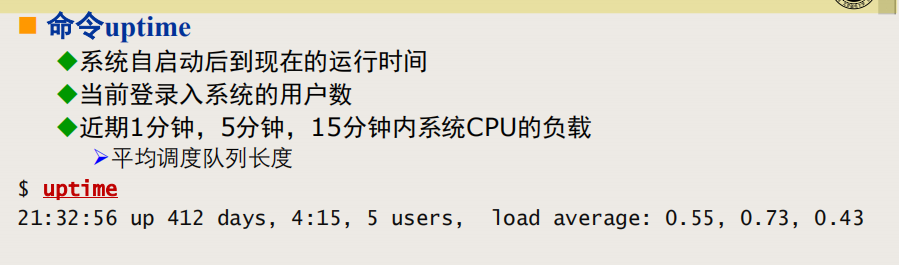 命令uptime
系统自启动后到现在的运行时间
当前登录入系统的用户数
近期1分钟，5分钟，15分钟内系统CPU的负载
平均调度队列长度
$ uptime
21:32:56 up 412 days, 4:15, 5 users,  load average: 0.55, 0.73, 0.43